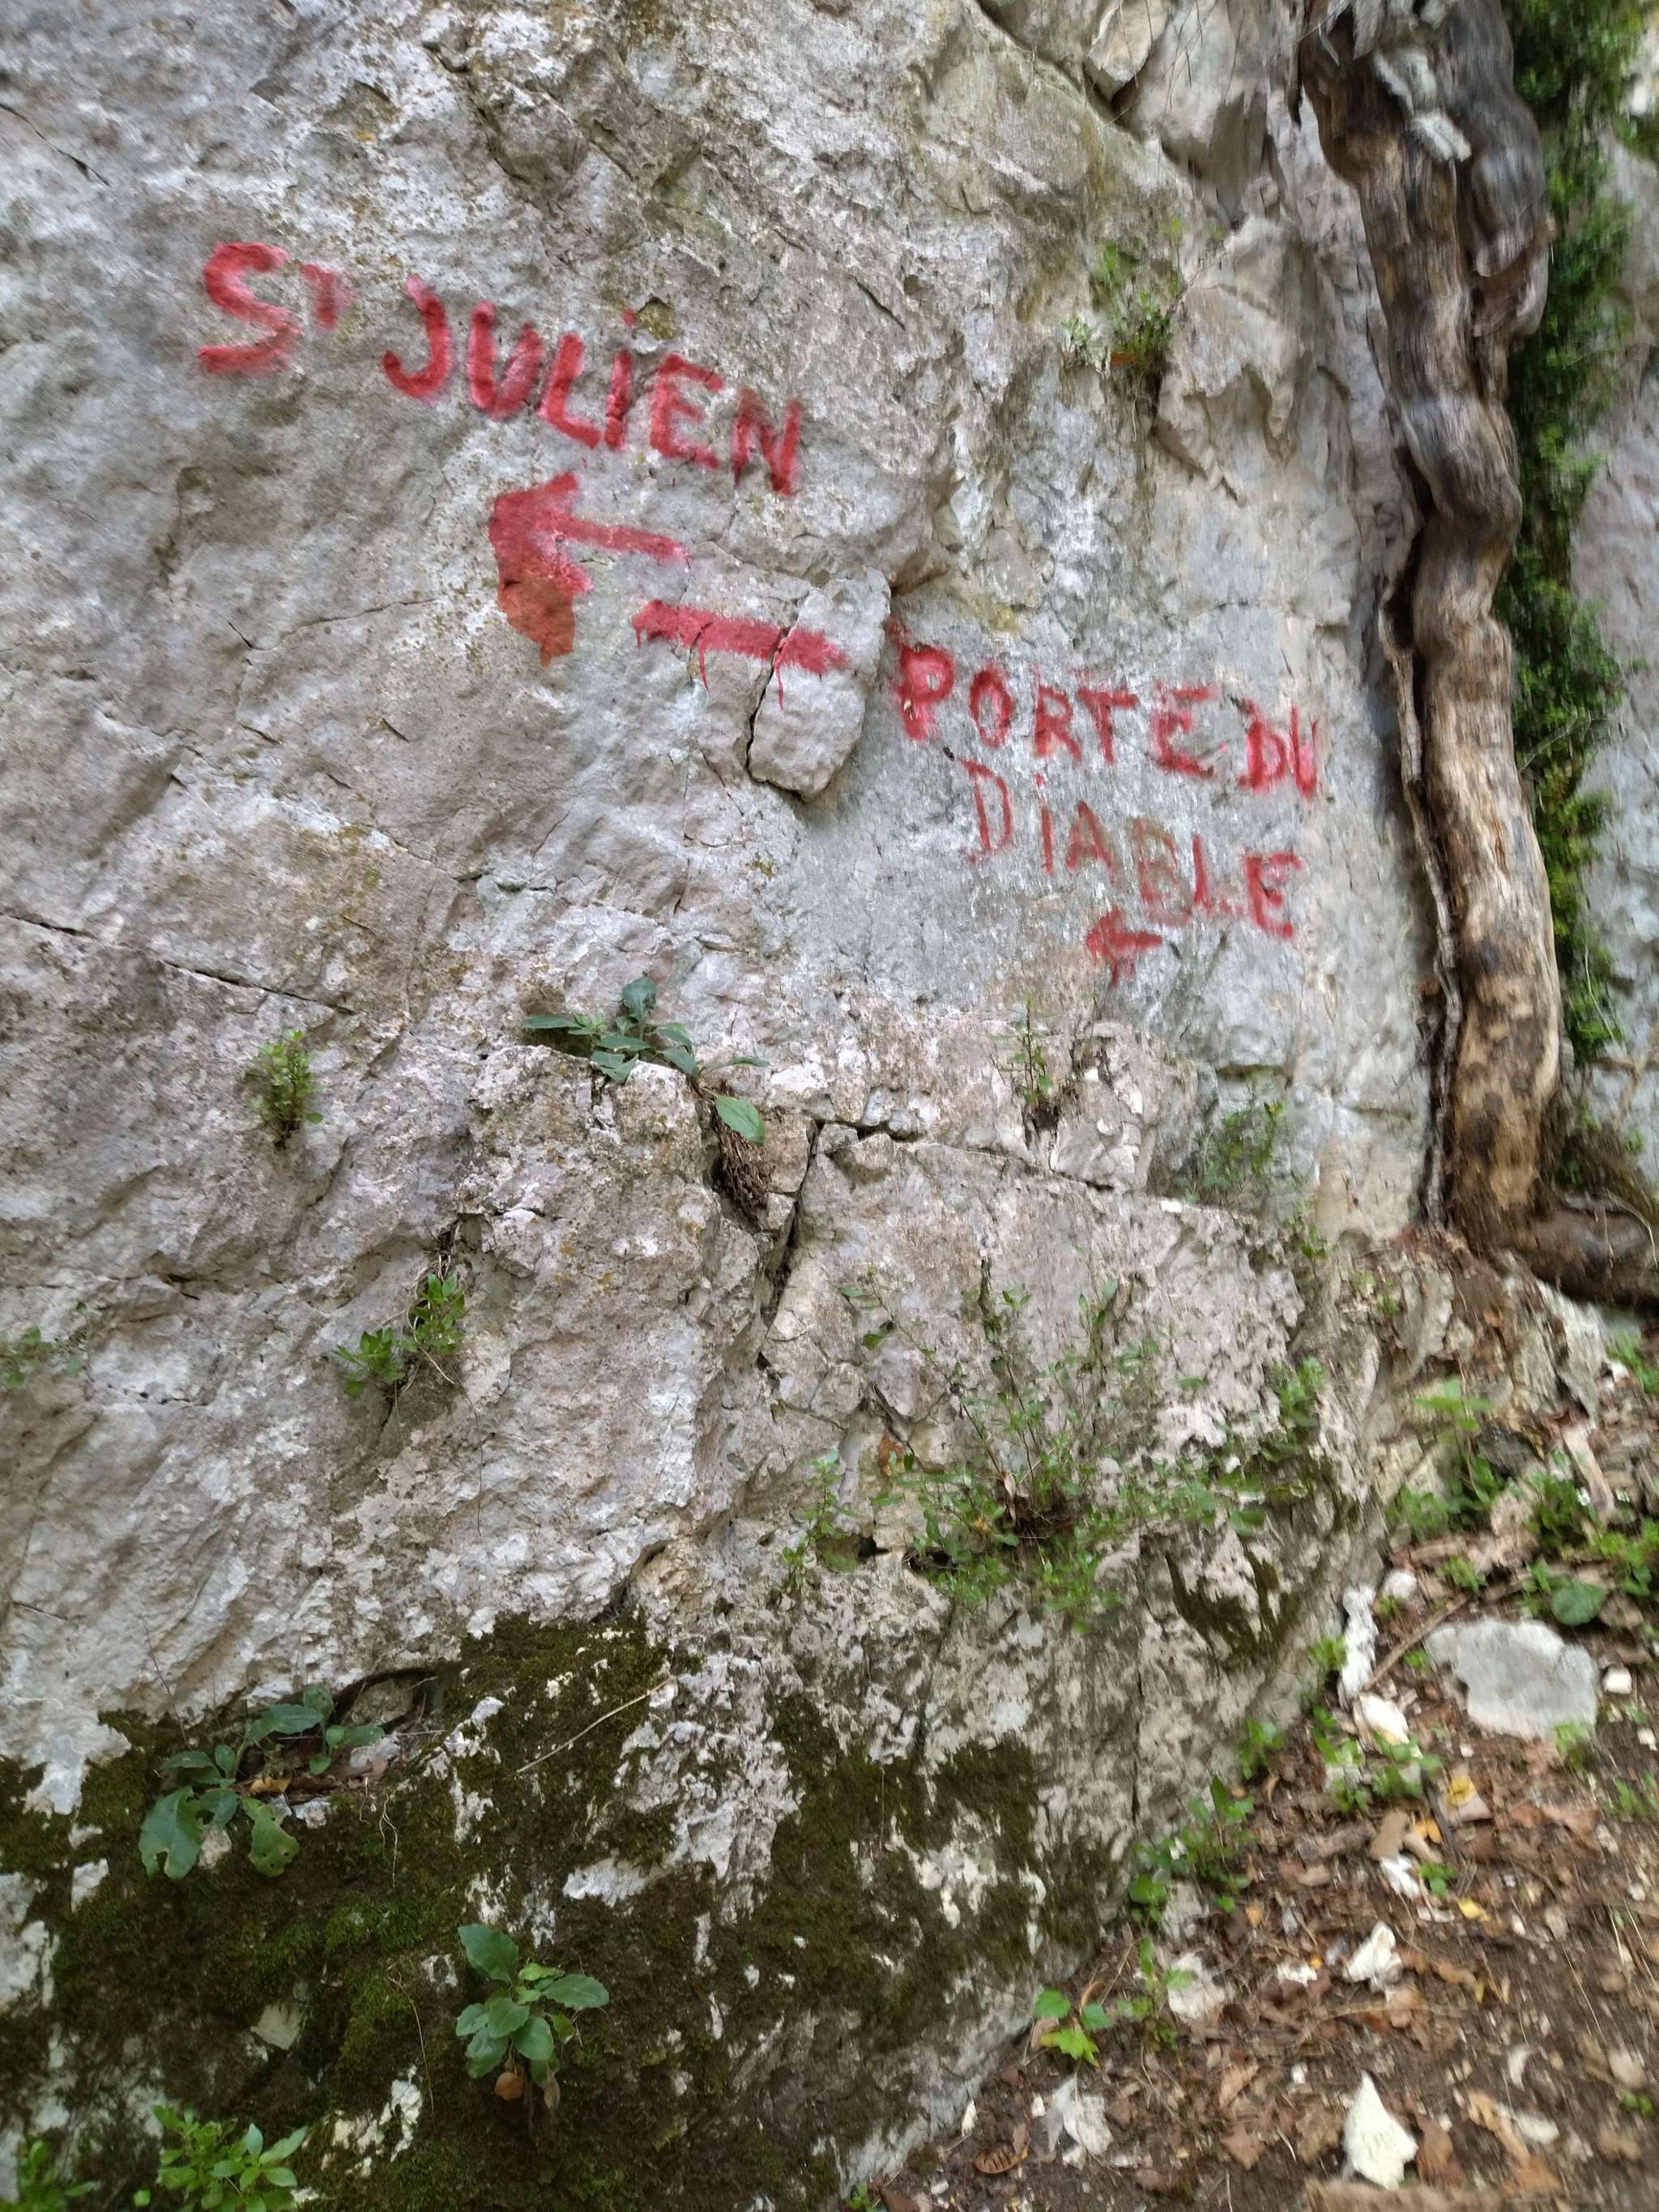 ST JULiEN
PORTE DU
DiABLE